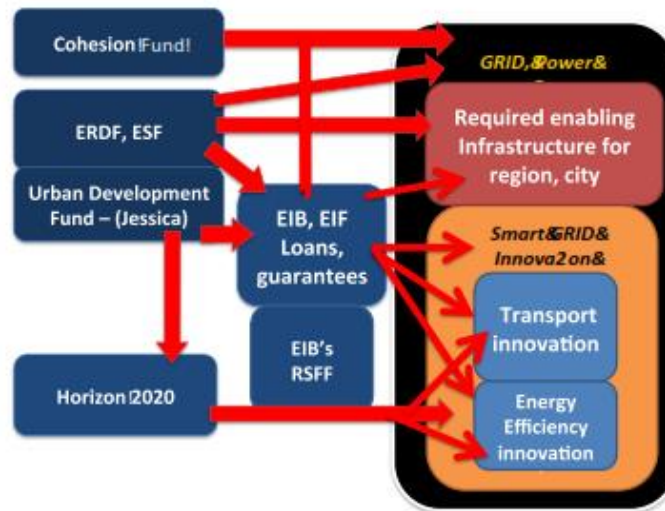 Cohesion!Fund!
GRID,&Power&
ERDF, ESF
Required enabling
Infrastructure for
region, city
Urban Development
Fund – (Jessica)
EIB, EIF
Loans,
guarantees
Smart&GRID&
Innova2on&
Transport
innovation
EIB's
RSFF
Horizon!2020
Energy
Efficiency
innovation